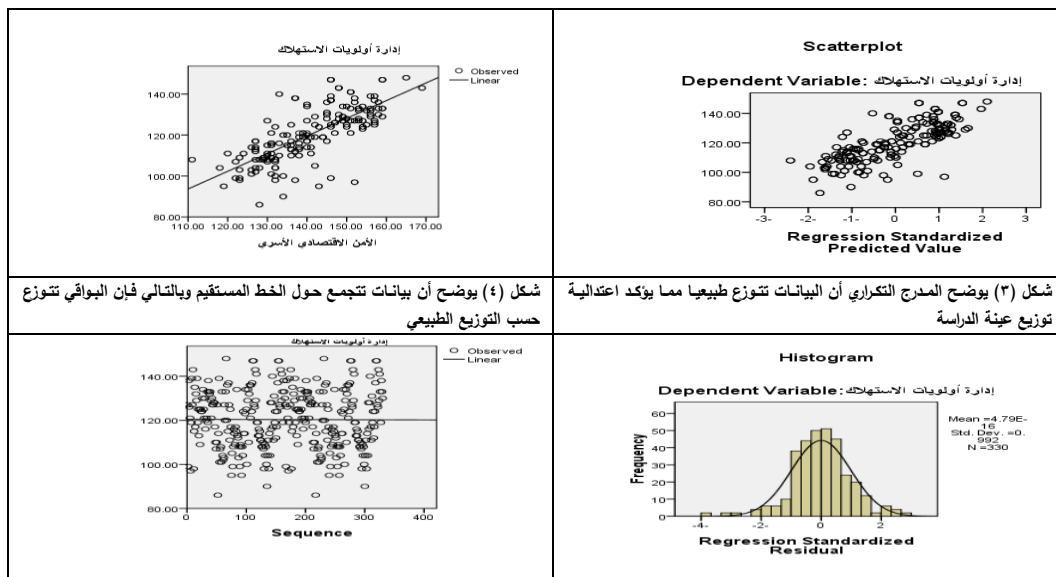 إدارة أولويات الاستهلاك
Observed
Linear
140.00
120.00
100.00
80.00
110.00 120.00 130.00 140.00 150.00 160.00 170.00
الأمن الاقتصادي الأسري
Scatterplot
Dependent Variable: إدارة أولويات الاستهلاك
140.00
120.00
100.00
80.00
-3- -2- -1- 0 1 2 3
Regression Standardized
Predicted Value
شكل (٣) يوضح المدرج التكراري أن البيانات تتوزع طبيعيا مما يؤكد اعتدالية
توزيع عينة الدراسة
شكل (٤) يوضح أن بيانات تتجمع حول الخط المستقيم وبالتالي فإن البواقي تتوزع
حسب التوزيع الطبيعي
إدارة أولويات الاستهلاك
Observed
Linear
140.00
120.00
100.00
80.00
0 100 200 300 400
Sequence
Histogram
Dependent Variable: إدارة أولويات الاستهلاك
Mean =4.79E-
16
Std. Dev. =0.
992
N =330
Frequency
60
50
40
30
20
10
0
-4- -2- 0 2
Regression Standardized
Residual